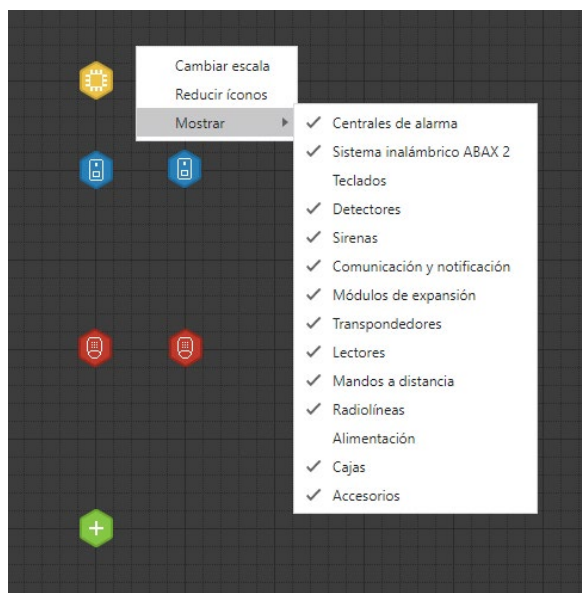 Cambiar escala
Reducir íconos
Mostrar
Centrales de alarma
Sistema inalámbrico ABAX 2
Teclados
Detectores
Sirenas
Comunicación y notificación
Módulos de expansión
Transpondedores
Lectores
Mandos a distancia
Radiolíneas
Alimentación
Cajas
Accesorios